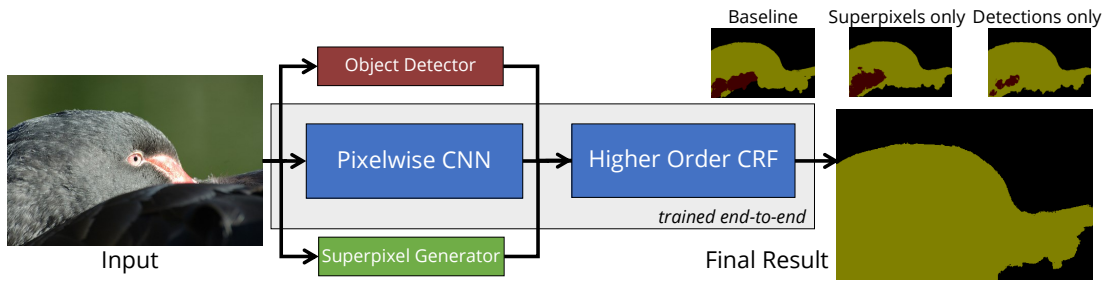 Baseline
Superpixels only
Detections only
Object Detector
Pixelwise CNN
Higher Order CRF
trained end-to-end
Superpixel Generator
Input
Final Result